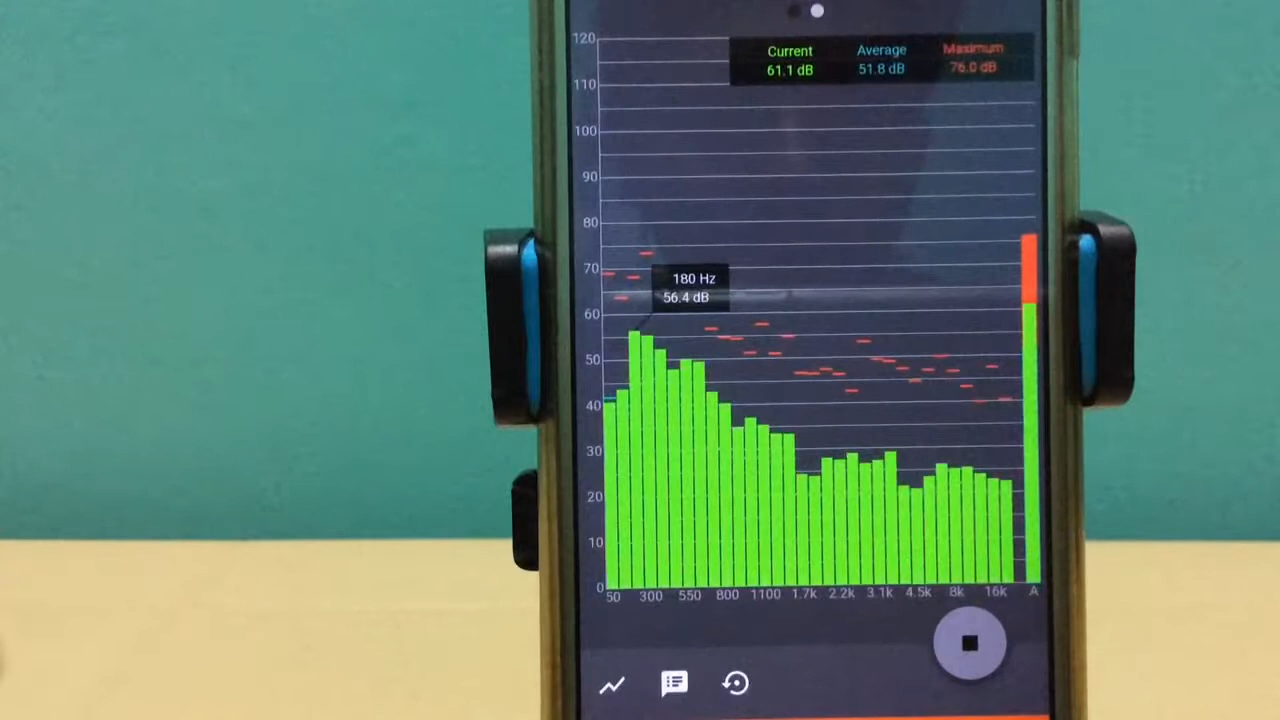 Current Average Maximum
61.1 dB 51.8 dB 76.0 dB
120
110
100
90
80
70
60
50
40
30
20
10
0
180 Hz
56.4 dB
50 300 550 800 1100 1.7k 2.2k 3.1k 4.5k 8k 16k A